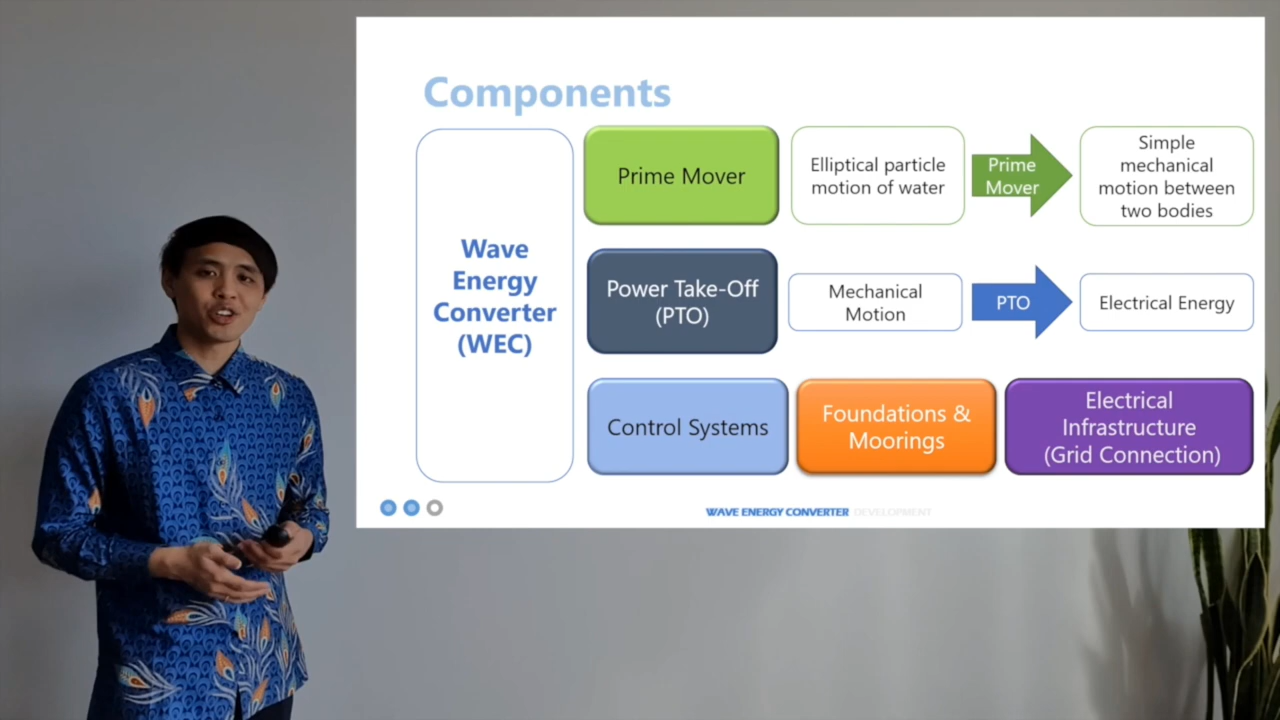 Components
Wave
Energy
Converter
(WEC)
Prime Mover
Elliptical particle
motion of water
Prime
Mover
Simple
mechanical
motion between
two bodies
Power Take-Off
(PTO)
Mechanical
Motion
PTO
Electrical Energy
Control Systems
Foundations &
Moorings
Electrical
Infrastructure
(Grid Connection)
WAVE ENERGY CONVERTER DEVELOPMENT